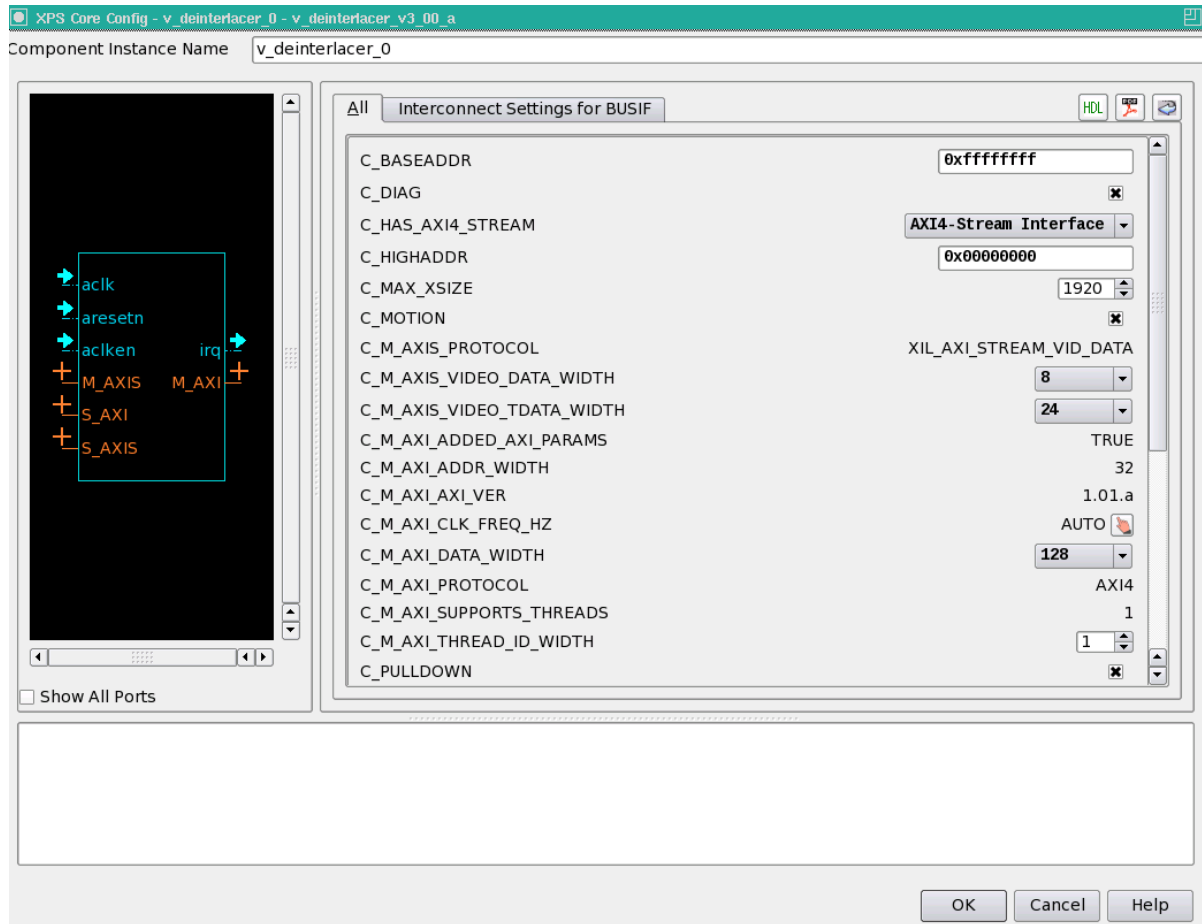 XPS Core Config - v_deinterlacer_0 - v_deinterlacer_v3_00_a
Component Instance Name v_deinterlacer_0
All Interconnect Settings for BUSIF HDL PDF
C_BASEADDR 0xffffffff
C_DIAG
C_HAS_AXI4_STREAM AXI4-Stream Interface
C_HIGHADDR 0x00000000
C_MAX_XSIZE 1920
C_MOTION
C_M_AXIS_PROTOCOL XIL_AXI_STREAM_VID_DATA
C_M_AXIS_VIDEO_DATA_WIDTH 8
C_M_AXIS_VIDEO_TDATA_WIDTH 24
C_M_AXI_ADDED_AXI_PARAMS TRUE
C_M_AXI_ADDR_WIDTH 32
C_M_AXI_AXI_VER 1.01.a
C_M_AXI_CLK_FREQ_HZ AUTO
C_M_AXI_DATA_WIDTH 128
C_M_AXI_PROTOCOL AXI4
C_M_AXI_SUPPORTS_THREADS 1
C_M_AXI_THREAD_ID_WIDTH 1
C_PULLDOWN
aclk
aresetn
aclken irq
M_AXIS M_AXI
S_AXI
S_AXIS
Show All Ports
OK Cancel Help